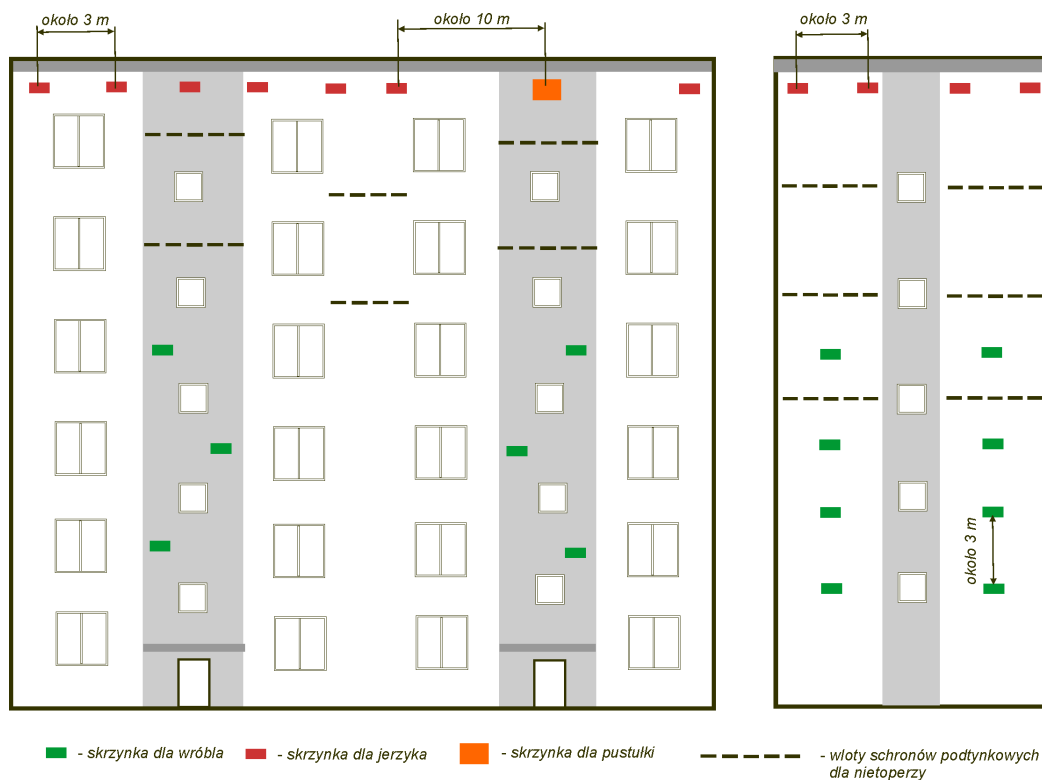 około 3 m
około 10 m
około 3 m
około 3 m
- skrzynka dla wróbla
- skrzynka dla jerzyka
- skrzynka dla pustułki
- wloty schronów podtynkowych
dla nietoperzy